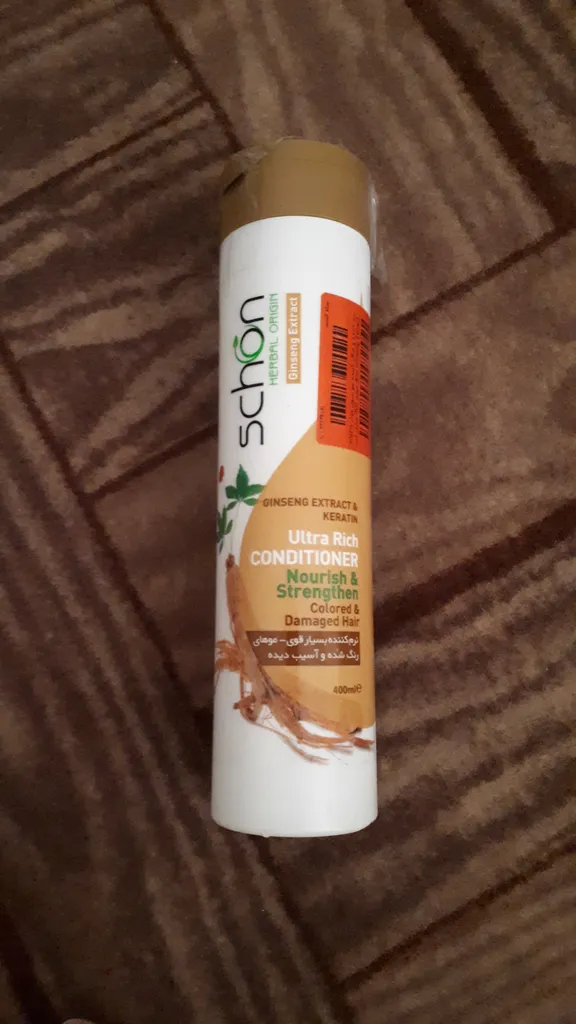 schon
HERBAL ORIGIN
Ginseng Extract
GINSENG EXTRACT &
KERATIN
Ultra Rich
CONDITIONER
Nourish &
Strengthen
Colored &
Damaged Hair
نرم‌کننده بسیار قوی - موهای
رنگ شده و آسیب دیده
400ml e